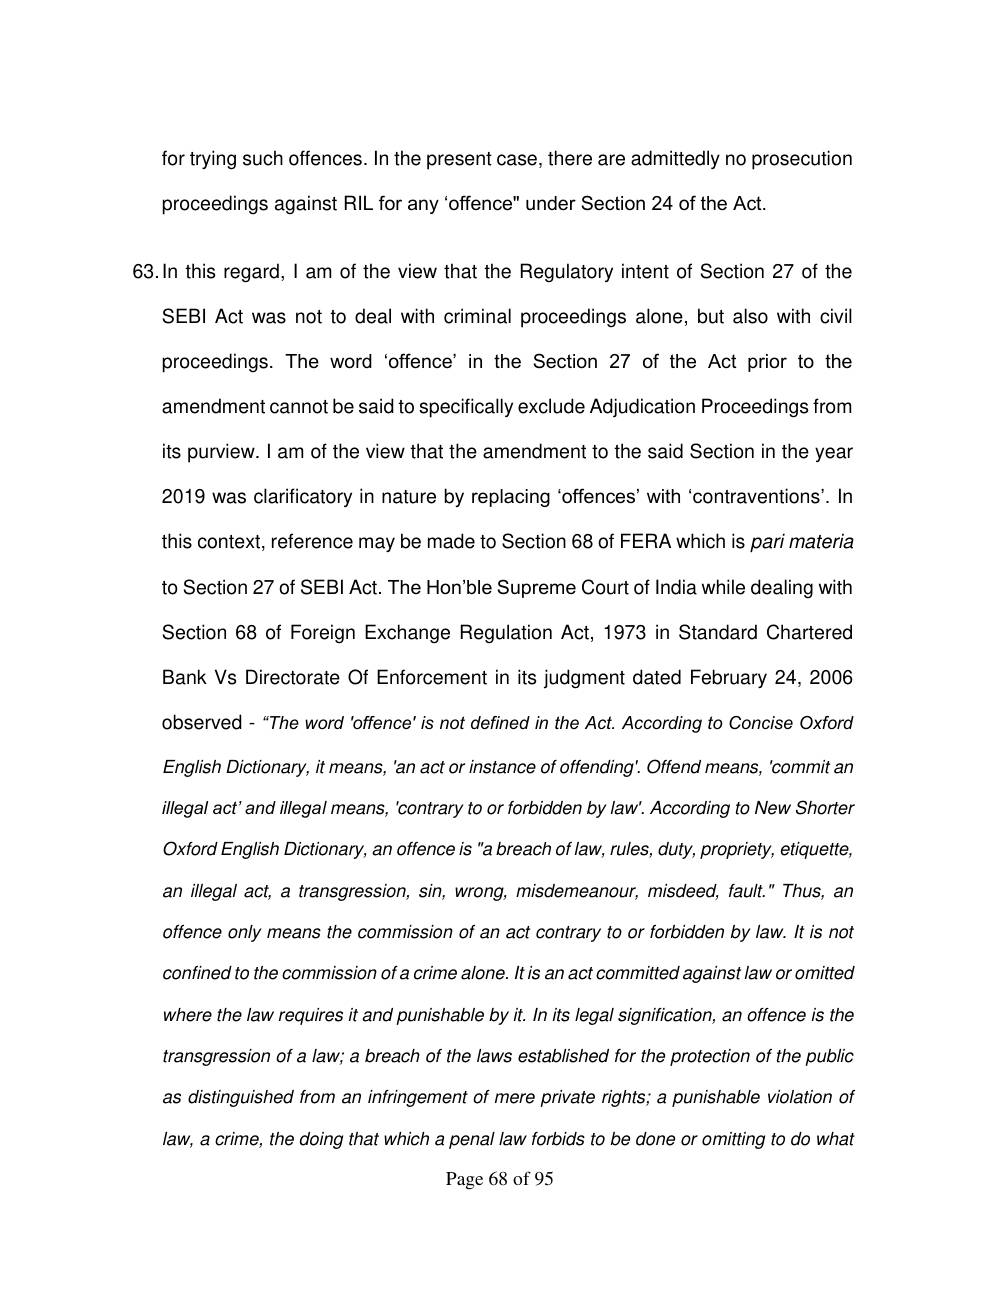 for trying such offences. In the present case, there are admittedly no prosecution
proceedings against RIL for any ‘offence" under Section 24 of the Act.
63. In this regard, I am of the view that the Regulatory intent of Section 27 of the
SEBI Act was not to deal with criminal proceedings alone, but also with civil
proceedings. The word ‘offence’ in the Section 27 of the Act prior to the
amendment cannot be said to specifically exclude Adjudication Proceedings from
its purview. I am of the view that the amendment to the said Section in the year
2019 was clarificatory in nature by replacing ‘offences’ with ‘contraventions’. In
this context, reference may be made to Section 68 of FERA which is pari materia
to Section 27 of SEBI Act. The Hon’ble Supreme Court of India while dealing with
Section 68 of Foreign Exchange Regulation Act, 1973 in Standard Chartered
Bank Vs Directorate Of Enforcement in its judgment dated February 24, 2006
observed - “The word 'offence' is not defined in the Act. According to Concise Oxford
English Dictionary, it means, 'an act or instance of offending'. Offend means, 'commit an
illegal act’ and illegal means, 'contrary to or forbidden by law'. According to New Shorter
Oxford English Dictionary, an offence is "a breach of law, rules, duty, propriety, etiquette,
an illegal act, a transgression, sin, wrong, misdemeanour, misdeed, fault." Thus, an
offence only means the commission of an act contrary to or forbidden by law. It is not
confined to the commission of a crime alone. It is an act committed against law or omitted
where the law requires it and punishable by it. In its legal signification, an offence is the
transgression of a law; a breach of the laws established for the protection of the public
as distinguished from an infringement of mere private rights; a punishable violation of
law, a crime, the doing that which a penal law forbids to be done or omitting to do what
Page 68 of 95